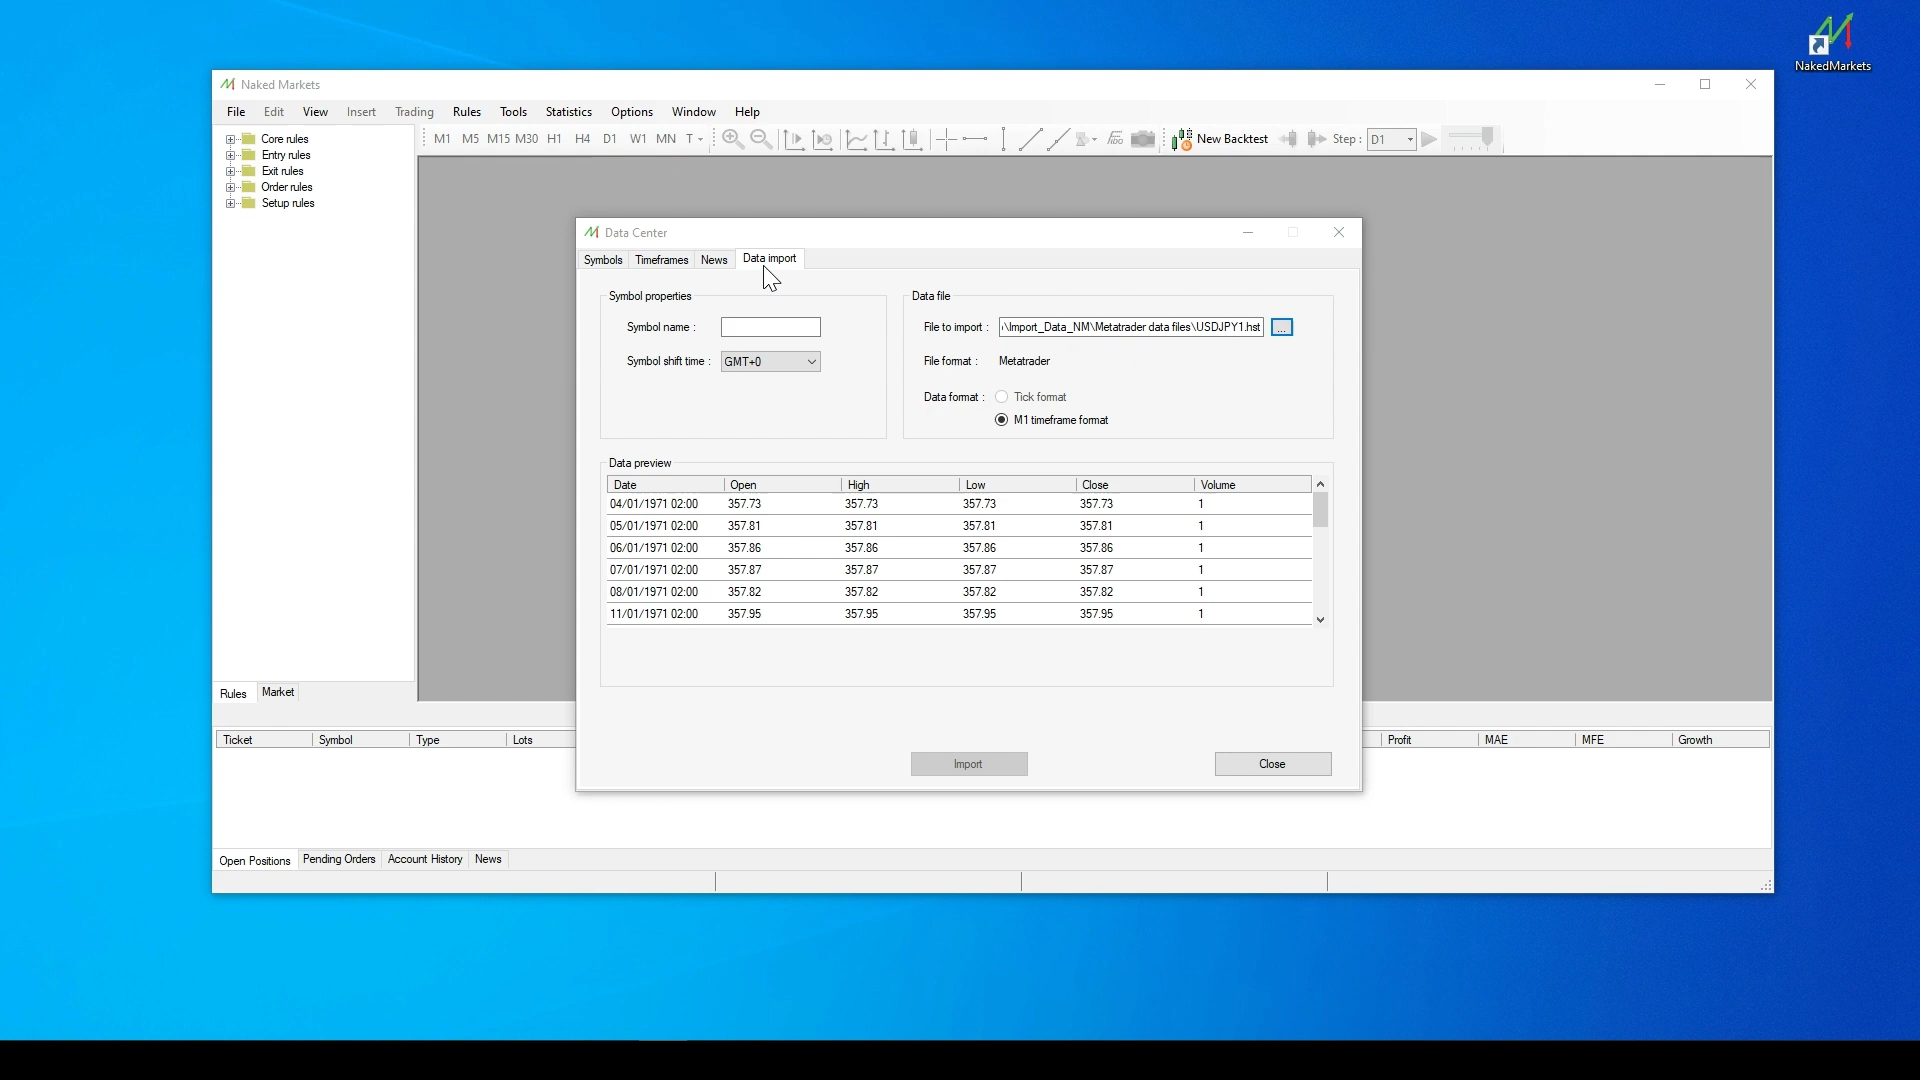 NakedMarkets
Naked Markets
File Edit View Insert Trading Rules Tools Statistics Options Window Help
M1 M5 M15 M30 H1 H4 D1 W1 MN T New Backtest Step : D1
Core rules
Entry rules
Exit rules
Order rules
Setup rules
Data Center
Symbols Timeframes News Data import
Symbol properties
Symbol name :
Symbol shift time : GMT+0
Data file
File to import : \Import_Data_NM\Metatrader data files\USDJPY1.hst ...
File format : Metatrader
Data format : Tick format
M1 timeframe format
Data preview
Date Open High Low Close Volume
04/01/1971 02:00 357.73 357.73 357.73 357.73 1
05/01/1971 02:00 357.81 357.81 357.81 357.81 1
06/01/1971 02:00 357.86 357.86 357.86 357.86 1
07/01/1971 02:00 357.87 357.87 357.87 357.87 1
08/01/1971 02:00 357.82 357.82 357.82 357.82 1
11/01/1971 02:00 357.95 357.95 357.95 357.95 1
Import Close
Rules Market
Ticket Symbol Type Lots Profit MAE MFE Growth
Open Positions Pending Orders Account History News